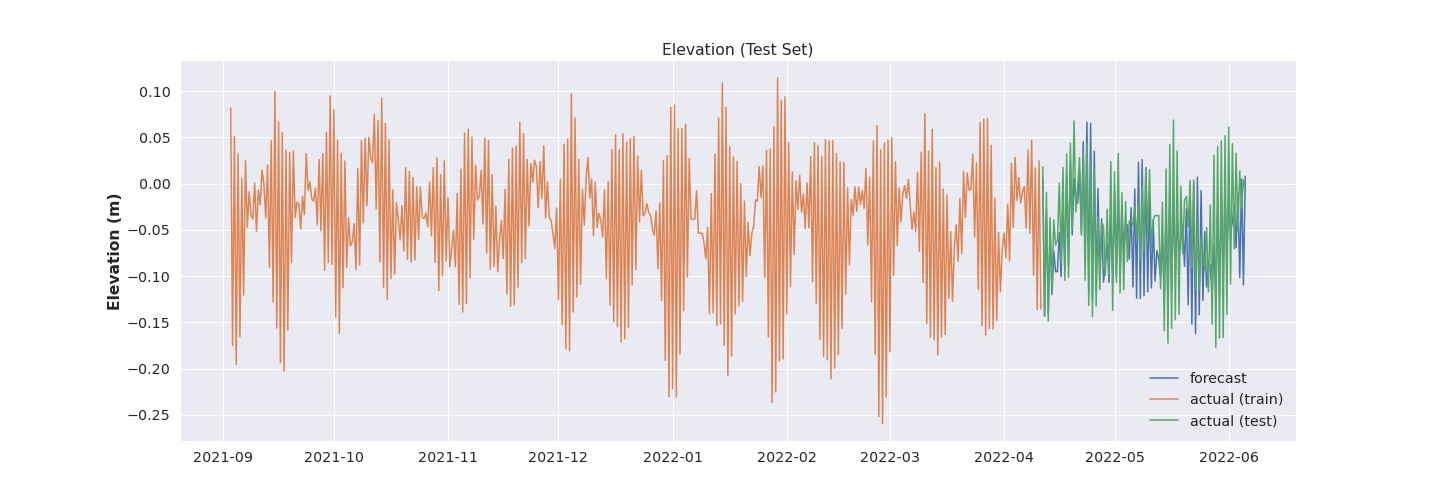 Elevation (Test Set)
Elevation (m)
0.10
0.05
0.00
−0.05
−0.10
−0.15
−0.20
−0.25
forecast
actual (train)
actual (test)
2021-09 2021-10 2021-11 2021-12 2022-01 2022-02 2022-03 2022-04 2022-05 2022-06